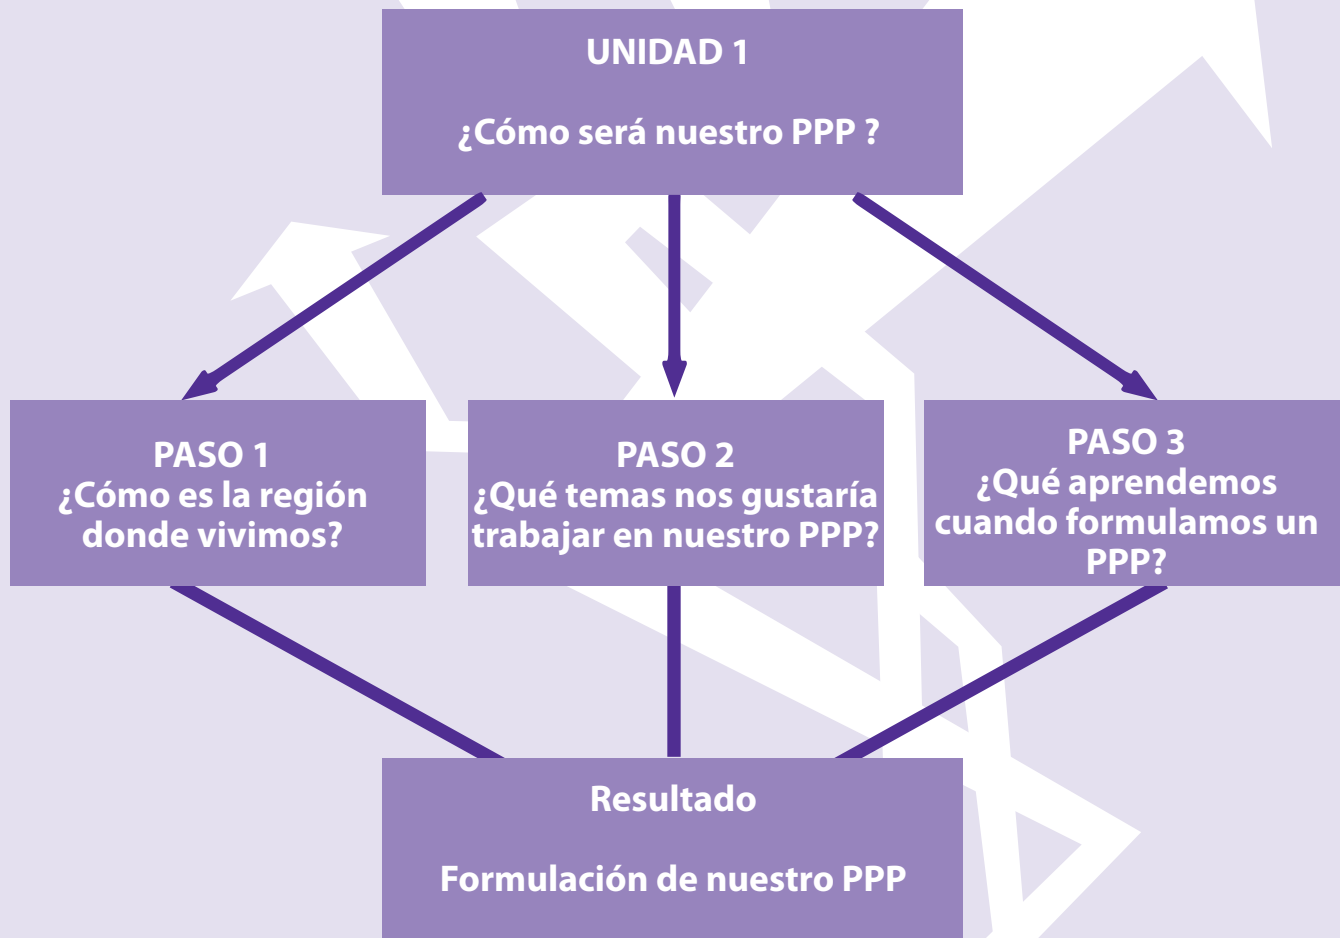 UNIDAD 1
¿Cómo será nuestro PPP ?
PASO 1
¿Cómo es la región
donde vivimos?
PASO 2
¿Qué temas nos gustaría
trabajar en nuestro PPP?
PASO 3
¿Qué aprendemos
cuando formulamos un
PPP?
Resultado
Formulación de nuestro PPP